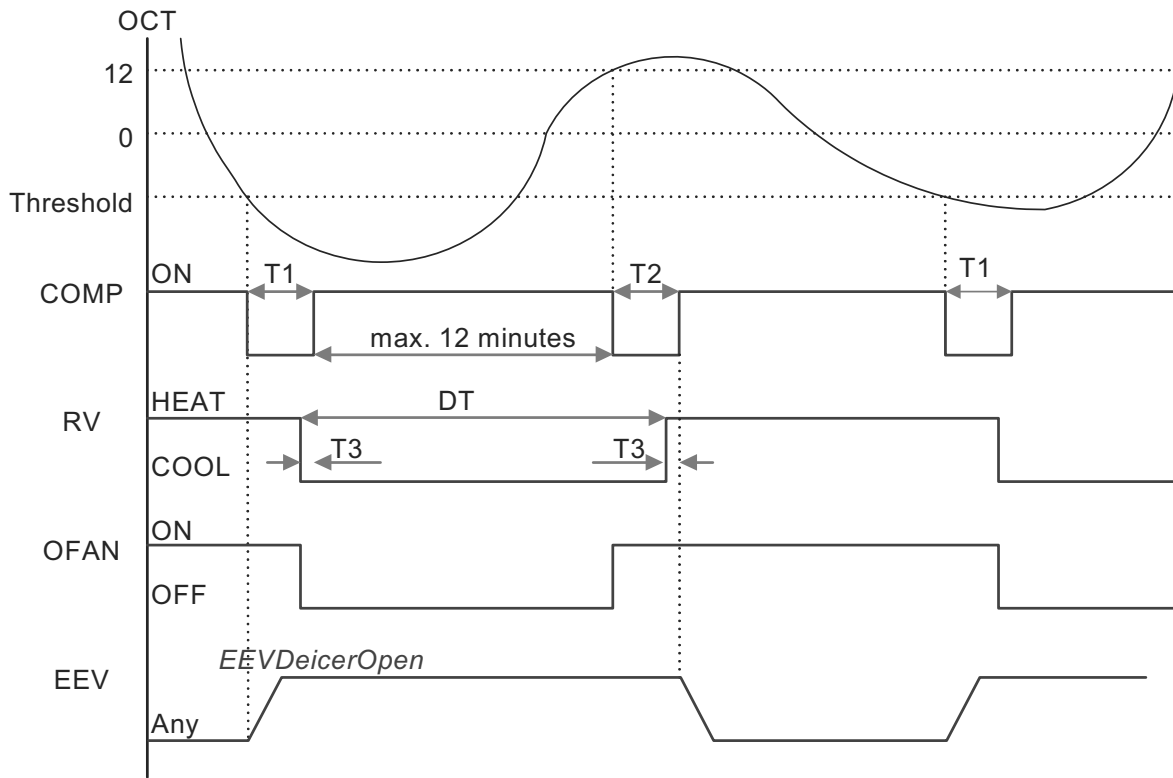 OCT
12
0
Threshold
ON
T1
T2
T1
COMP
max. 12 minutes
HEAT
DT
RV
T3
T3
COOL
ON
OFAN
OFF
EEVDeicerOpen
EEV
Any